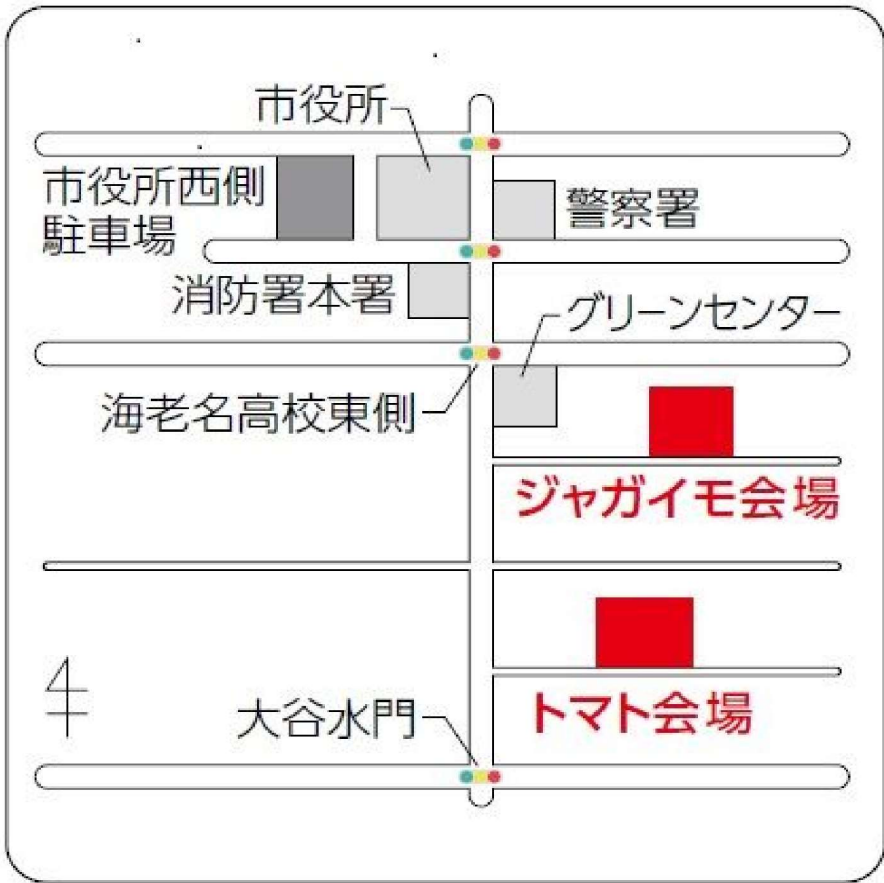 市役所
市役所西側
駐車場
警察署
消防署本署
グリーンセンター
海老名高校東側
ジャガイモ会場
大谷水門
トマト会場